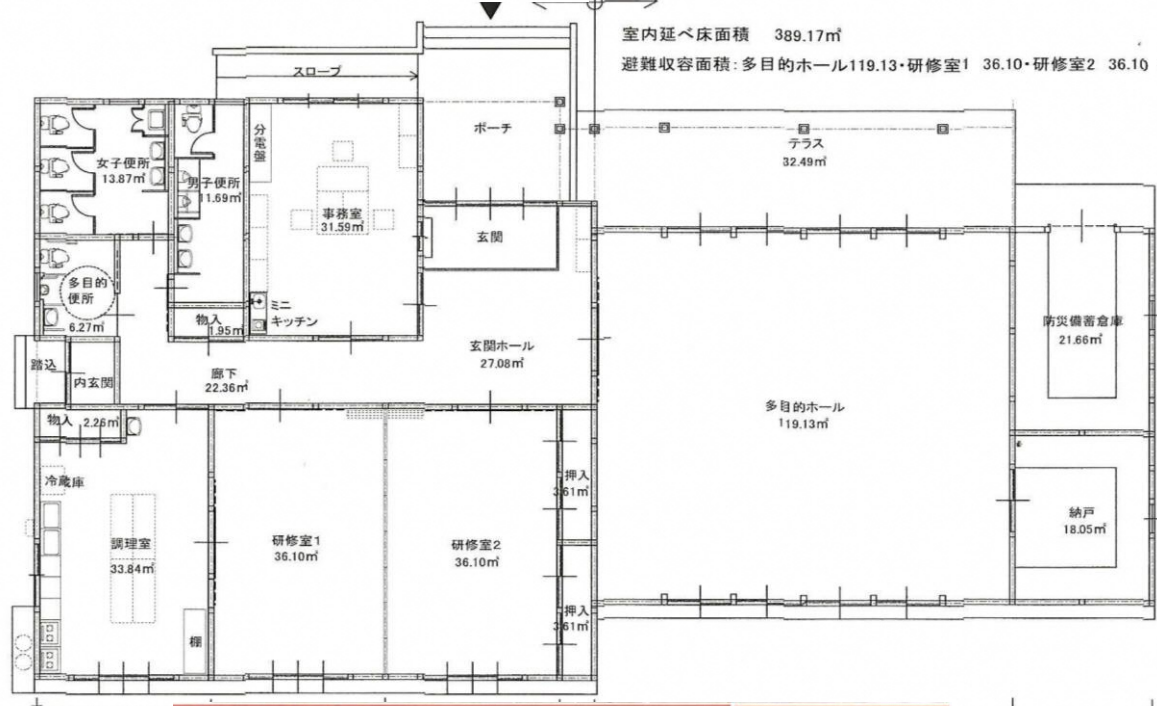 室内延べ床面積 389.17㎡
避難収容面積:多目的ホール119.13・研修室1 36.10・研修室2 36.10
スロープ
ポーチ
テラス
32.49㎡
分電盤
女子便所
13.87㎡
男子便所
11.69㎡
事務室
31.59㎡
玄関
多目的
便所
6.27㎡
物入
1.95㎡
ミニ
キッチン
玄関ホール
27.08㎡
防災備蓄倉庫
21.66㎡
踏込
内玄関
廊下
22.36㎡
多目的ホール
119.13㎡
物入 2.26㎡
冷蔵庫
押入
3.61㎡
調理室
33.84㎡
研修室1
36.10㎡
研修室2
36.10㎡
納戸
18.05㎡
棚
押入
3.61㎡